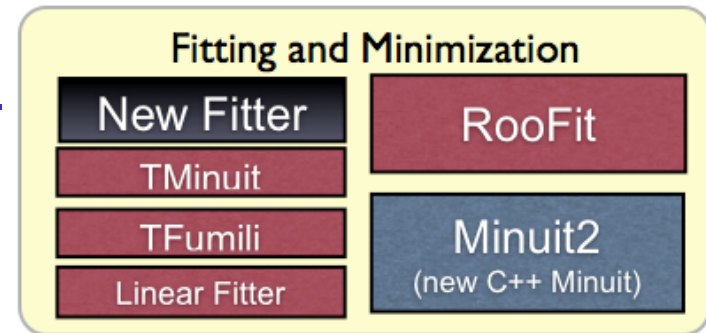 Fitting and Minimization
New Fitter
TMinuit
TFumili
Linear Fitter
RooFit
Minuit2
(new C++ Minuit)